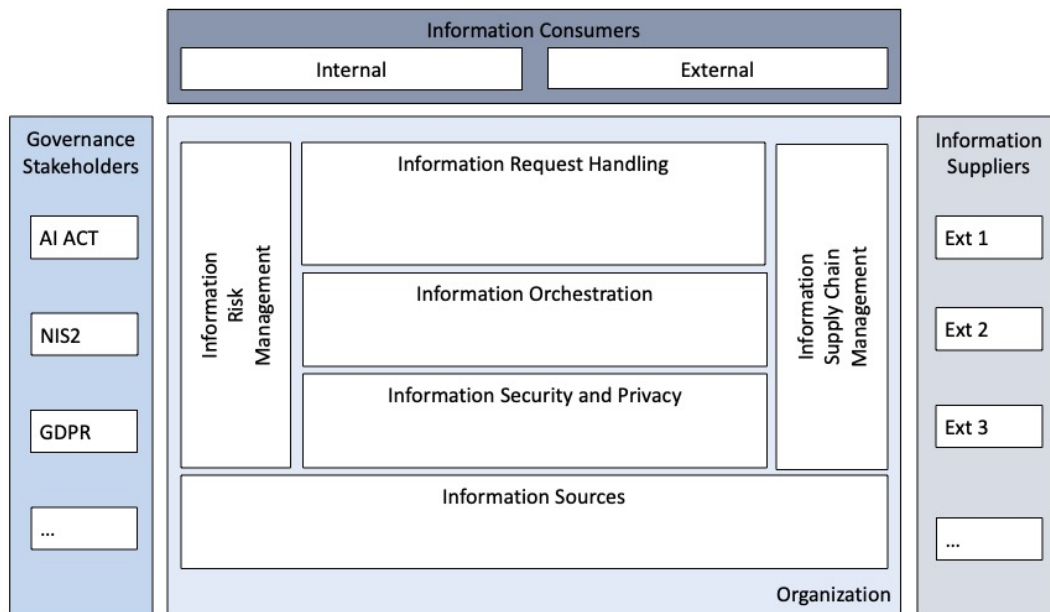 Information Consumers
Internal
External
Governance
Stakeholders
AI ACT
NIS2
GDPR
...
Information
Risk
Management
Information Request Handling
Information Orchestration
Information Security and Privacy
Information
Supply Chain
Management
Information Sources
Organization
Information
Suppliers
Ext 1
Ext 2
Ext 3
...